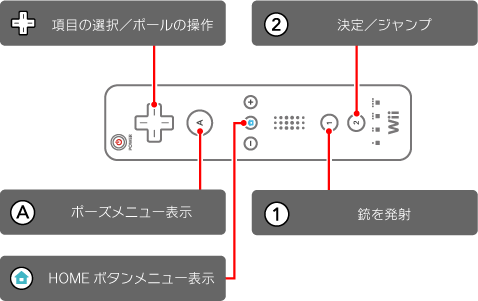 項目の選択／ボールの操作
2 決定／ジャンプ
A
1
2
Wii
POWER
A ポーズメニュー表示
1 銃を発射
HOME ボタンメニュー表示